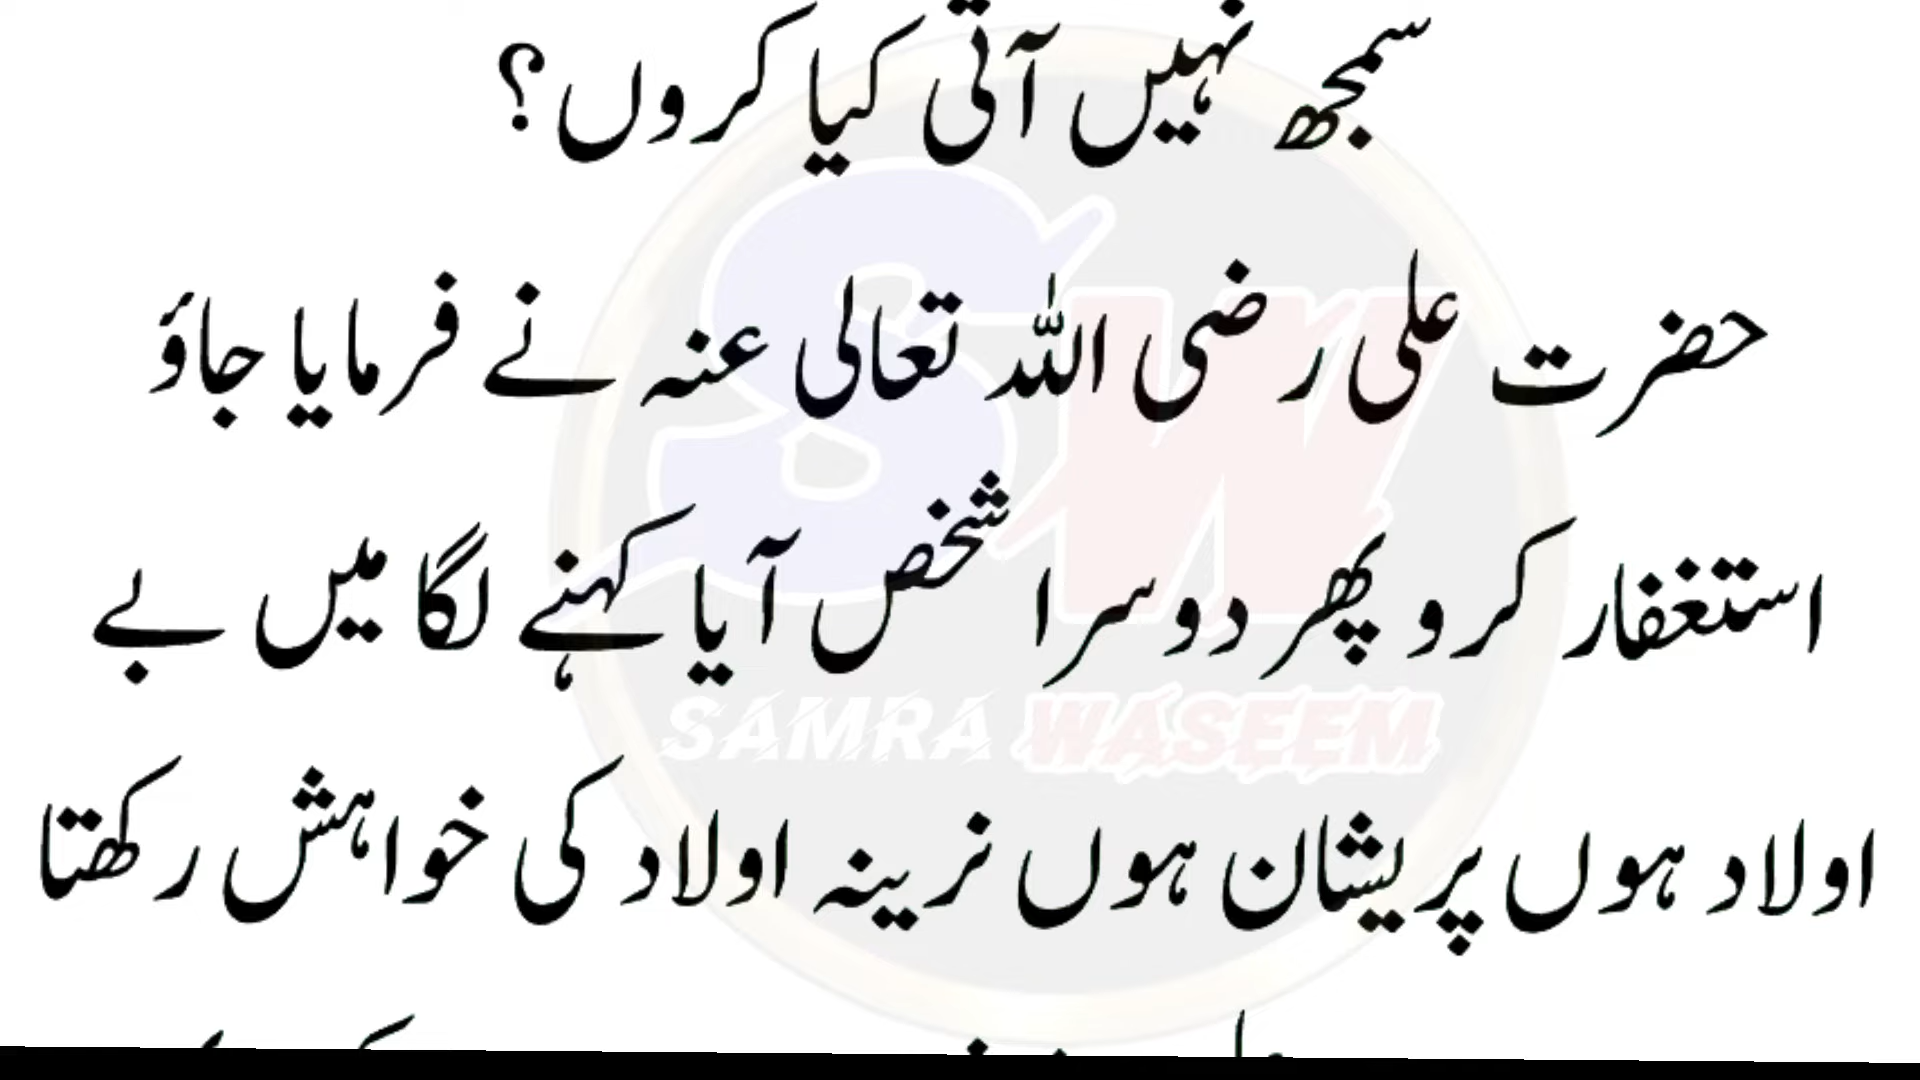 سمجھ نہیں آتی کیا کروں؟
حضرت علی رضی اللہ تعالی عنہ نے فرمایا جاؤ
استغفار کرو پھر دوسرا شخص آیا کہنے لگا میں بے
SAMRA WASEEM
اولاد ہوں پریشان ہوں نرینہ اولاد کی خواہش رکھتا
SW